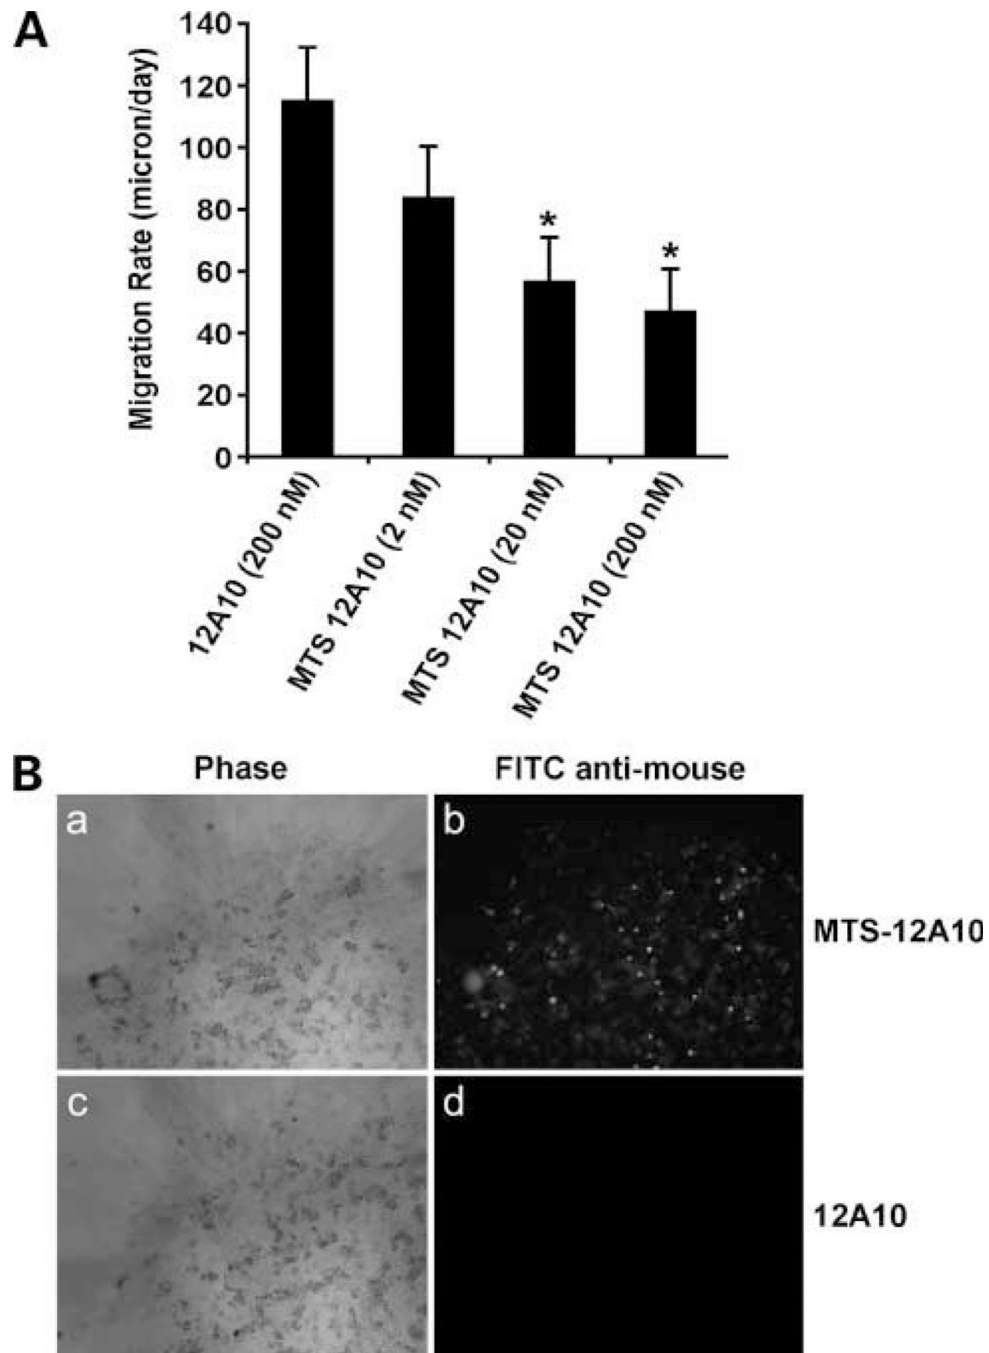 A
140
120
100
80
60
40
20
0
Migration Rate (micron/day)
*
*
12A10 (200 nM)
MTS 12A10 (2 nM)
MTS 12A10 (20 nM)
MTS 12A10 (200 nM)
B
Phase
FITC anti-mouse
a
b
MTS-12A10
c
d
12A10